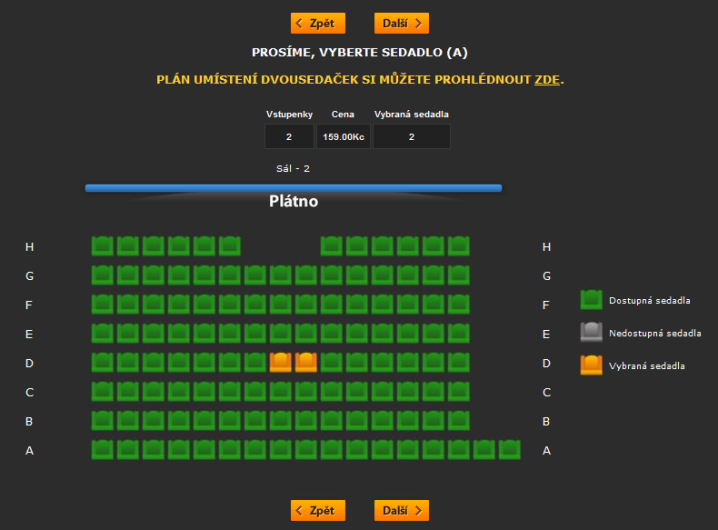 Zpět Další
PROSÍME, VYBERTE SEDADLO (A)
PLÁN UMÍSTENÍ DVOUSEDAČEK SI MŮŽETE PROHLÉDNOUT ZDE.
Vstupenky Cena Vybraná sedadla
2 159.00Kc 2
Sál - 2
Plátno
H H
G G
F F
E E
D D
C C
B B
A A
Dostupná sedadla
Nedostupná sedadla
Vybraná sedadla
Zpět Další